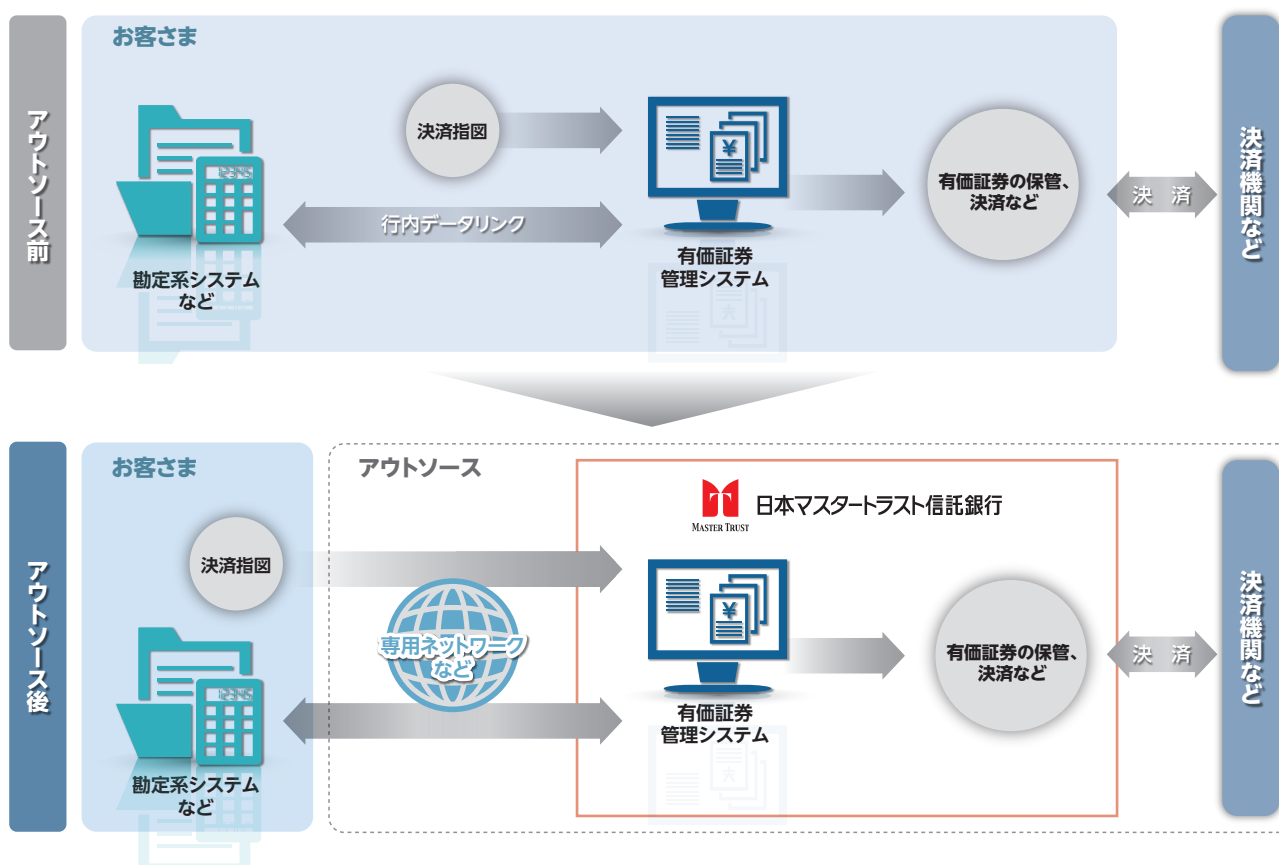 アウトソース前
お客さま
決済指図
12345
¥
行内データリンク
勘定系システム
など
有価証券
管理システム
有価証券の保管、
決済など
決 済
決済機関など
アウトソース後
お客さま
アウトソース
MASTER TRUST
日本マスタートラスト信託銀行
決済指図
専用ネットワーク
など
12345
¥
勘定系システム
など
有価証券
管理システム
有価証券の保管、
決済など
決 済
決済機関など